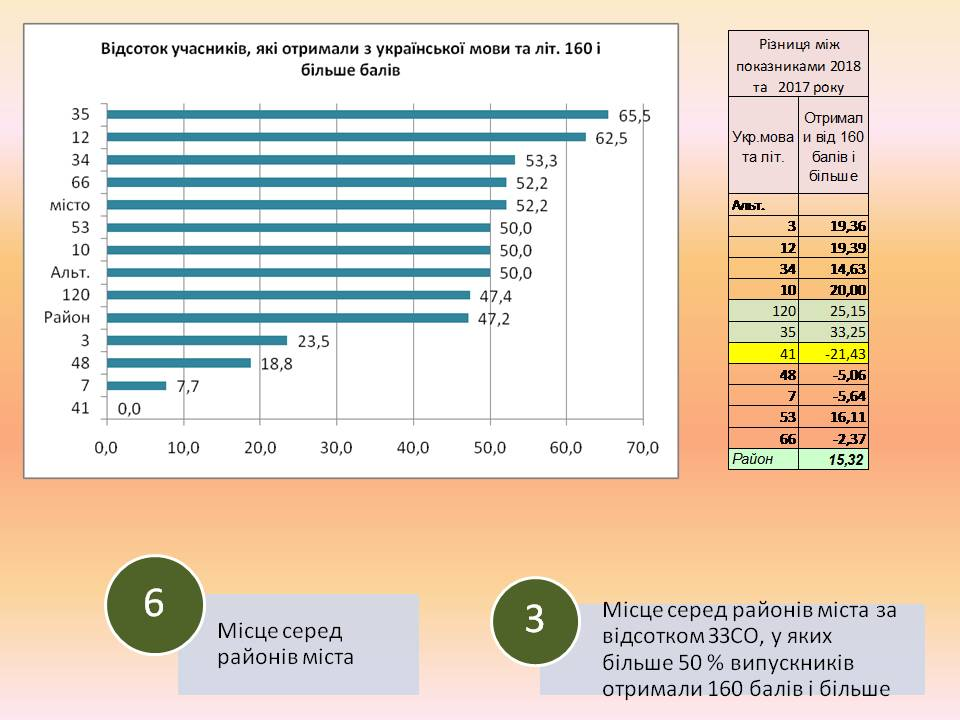 Відсоток учасників, які отримали з української мови та літ. 160 і
більше балів
35 65,5
12 62,5
34 53,3
66 52,2
місто 52,2
53 50,0
10 50,0
Альт. 50,0
120 47,4
Район 47,2
3 23,5
48 18,8
7 7,7
41 0,0
0,0 10,0 20,0 30,0 40,0 50,0 60,0 70,0
Різниця між
показниками 2018
та 2017 року
Укр.мова
та літ.
Отримал
и від 160
балів і
більше
Альт.
3 19,36
12 19,39
34 14,63
10 20,00
120 25,15
35 33,25
41 -21,43
48 -5,06
7 -5,64
53 16,11
66 -2,37
Район 15,32
6
Місце серед
районів міста
3
Місце серед районів міста за
відсотком ЗЗСО, у яких
більше 50 % випускників
отримали 160 балів і більше